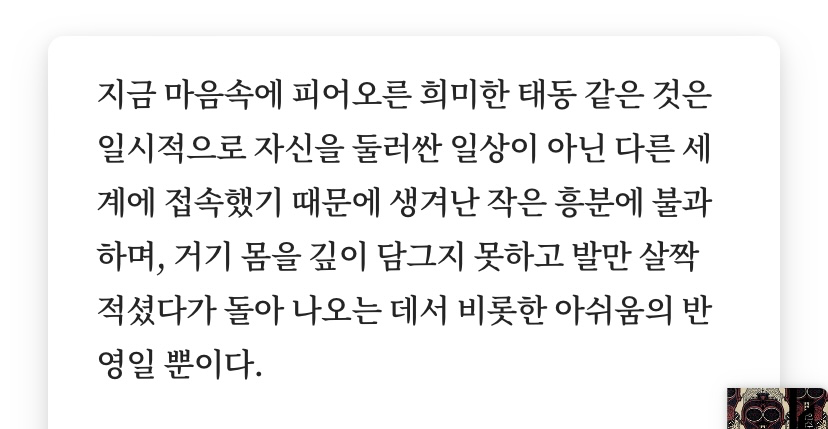 지금 마음속에 피어오른 희미한 태동 같은 것은
일시적으로 자신을 둘러싼 일상이 아닌 다른 세
계에 접속했기 때문에 생겨난 작은 흥분에 불과
하며, 거기 몸을 깊이 담그지 못하고 발만 살짝
적셨다가 돌아 나오는 데서 비롯한 아쉬움의 반
영일 뿐이다.